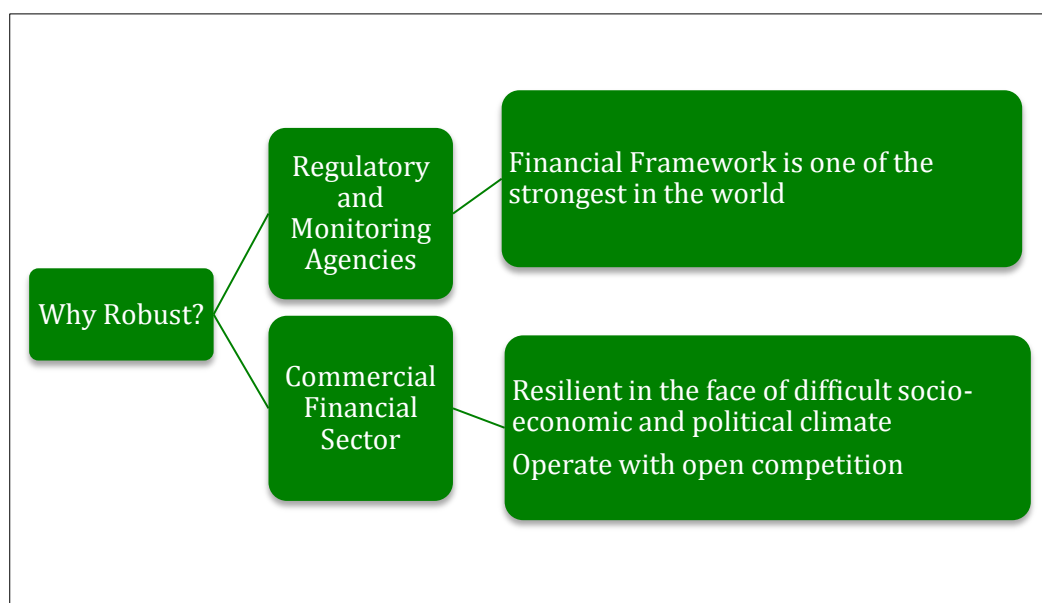 Why Robust?
Regulatory
and
Monitoring
Agencies
Financial Framework is one of the
strongest in the world
Commercial
Financial
Sector
Resilient in the face of difficult socio-
economic and political climate
Operate with open competition